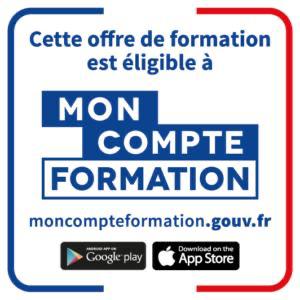 Cette offre de formation
est éligible à
MON
COMPTE
FORMATION
moncompteformation.gouv.fr
ANDROID APP ON
Google play
Download on the
App Store